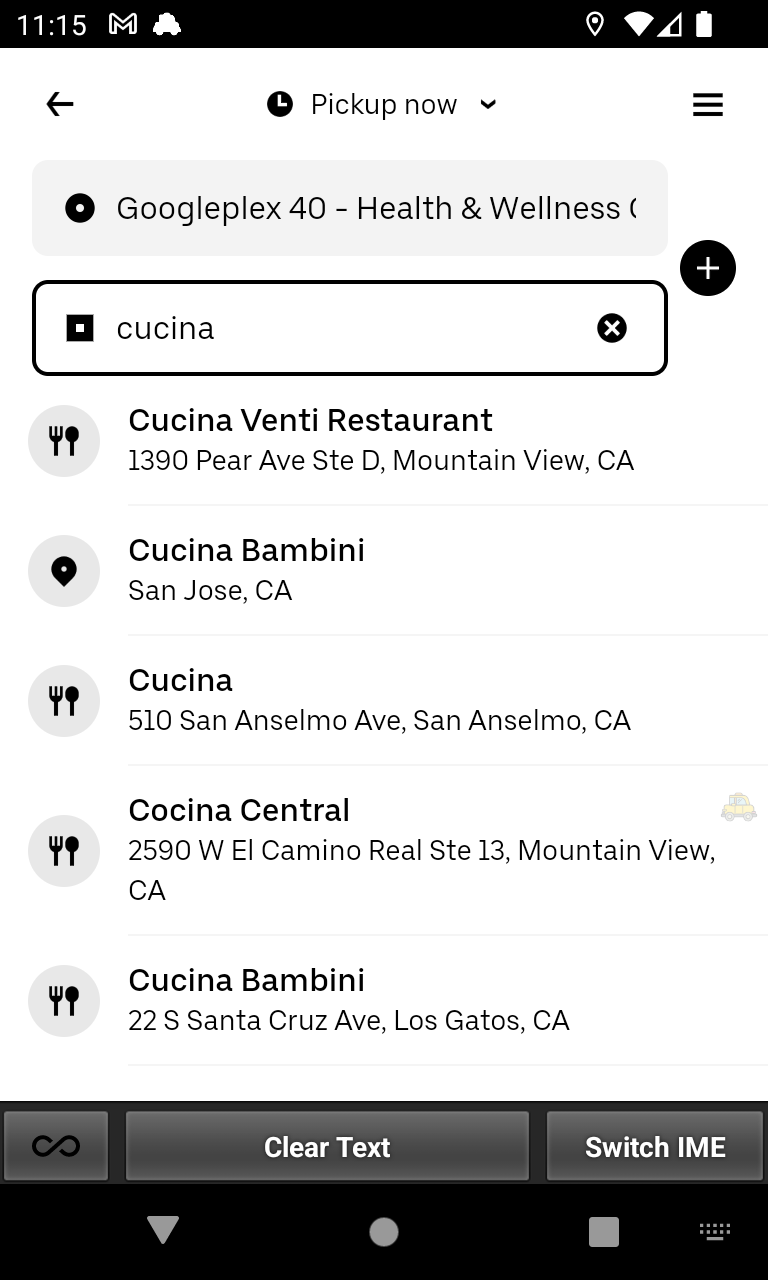 11:15
Pickup now
Googleplex 40 - Health & Wellness
cucina
Cucina Venti Restaurant
1390 Pear Ave Ste D, Mountain View, CA
Cucina Bambini
San Jose, CA
Cucina
510 San Anselmo Ave, San Anselmo, CA
Cocina Central
2590 W El Camino Real Ste 13, Mountain View,
CA
Cucina Bambini
22 S Santa Cruz Ave, Los Gatos, CA
Clear Text
Switch IME